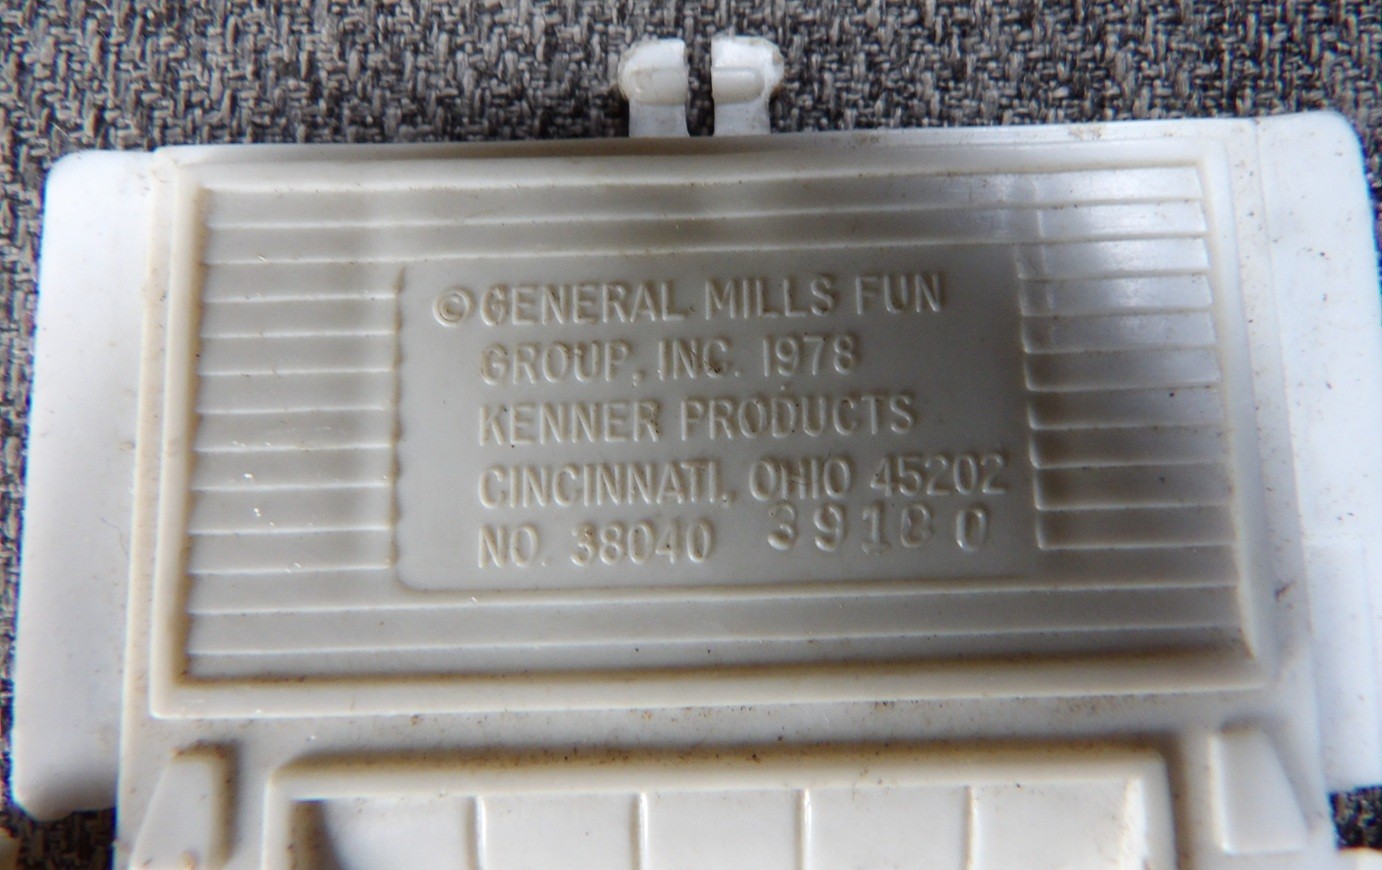 © GENERAL MILLS FUN
GROUP, INC. 1978
KENNER PRODUCTS
CINCINNATI, OHIO 45202
NO. 38040 39180